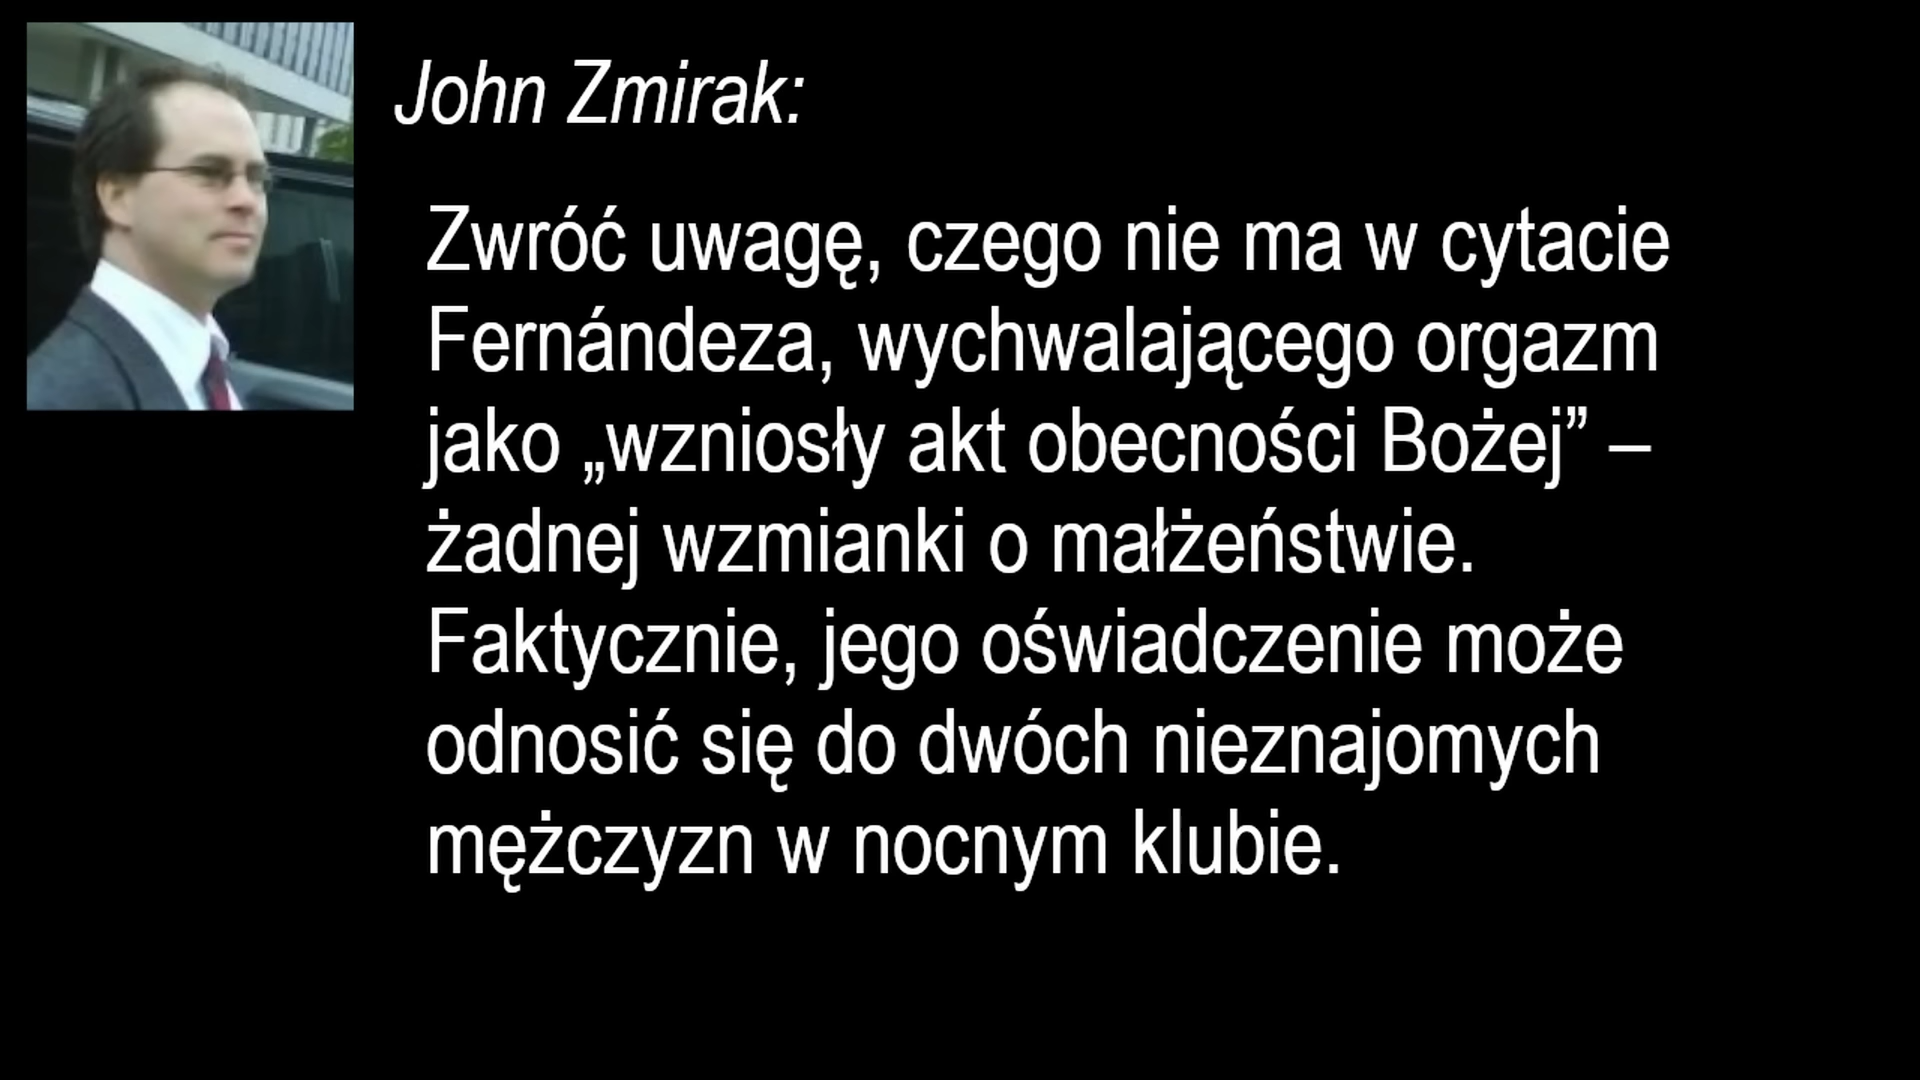 John Zmirak:
Zwróć uwagę, czego nie ma w cytacie
Fernándeza, wychwalającego orgazm
jako „wzniosły akt obecności Bożej” –
żadnej wzmianki o małżeństwie.
Faktycznie, jego oświadczenie może
odnosić się do dwóch nieznajomych
mężczyzn w nocnym klubie.